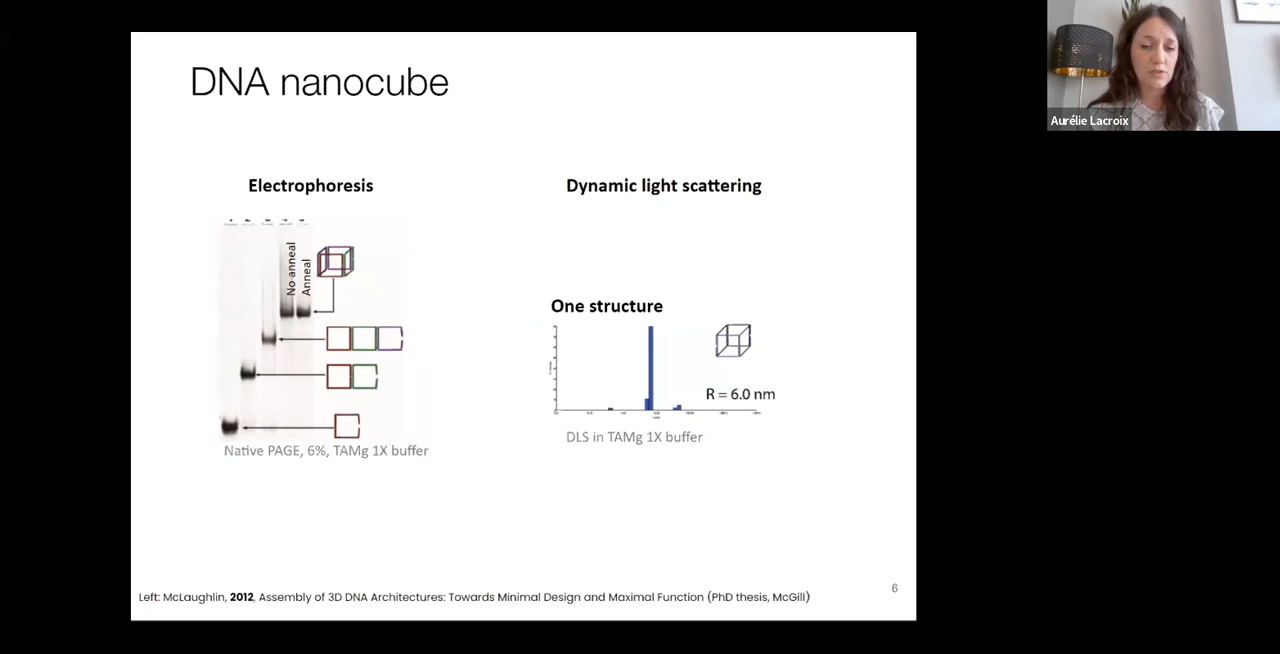 DNA nanocube
Aurélie Lacroix
Electrophoresis
No anneal
Anneal
Native PAGE, 6%, TAMg 1X buffer
Dynamic light scattering
One structure
R = 6.0 nm
DLS in TAMg 1X buffer
6
Left: McLaughlin, 2012, Assembly of 3D DNA Architectures: Towards Minimal Design and Maximal Function (PhD thesis, McGill)